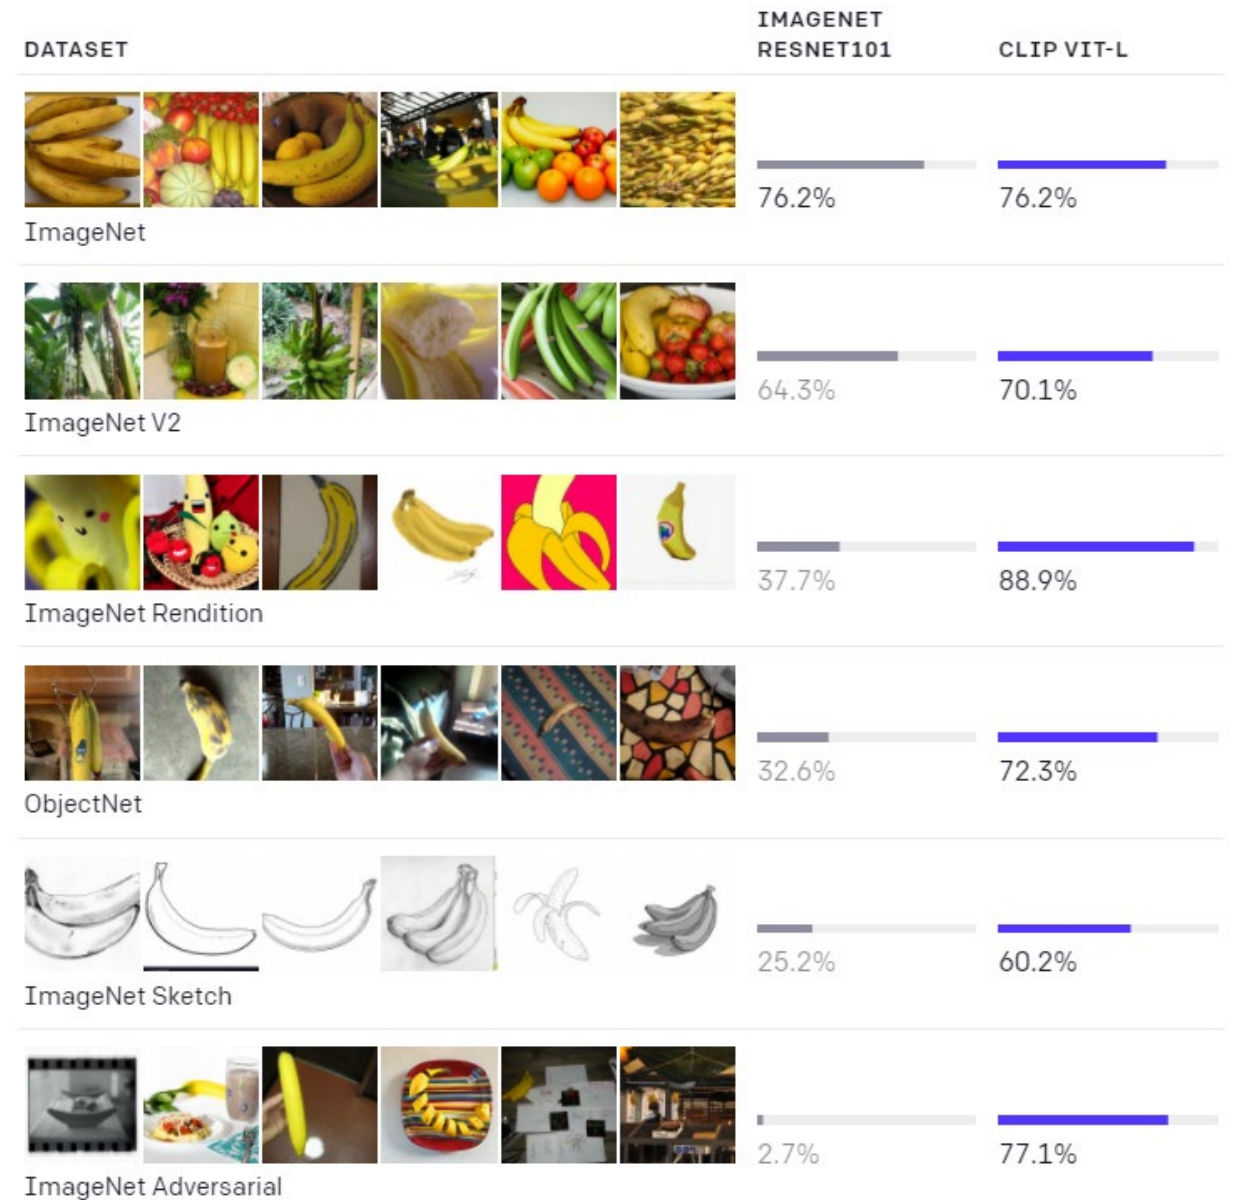 DATASET
IMAGENET
RESNET101
CLIP VIT-L
76.2%
76.2%
ImageNet
64.3%
70.1%
ImageNet V2
37.7%
88.9%
ImageNet Rendition
32.6%
72.3%
ObjectNet
25.2%
60.2%
ImageNet Sketch
2.7%
77.1%
ImageNet Adversarial